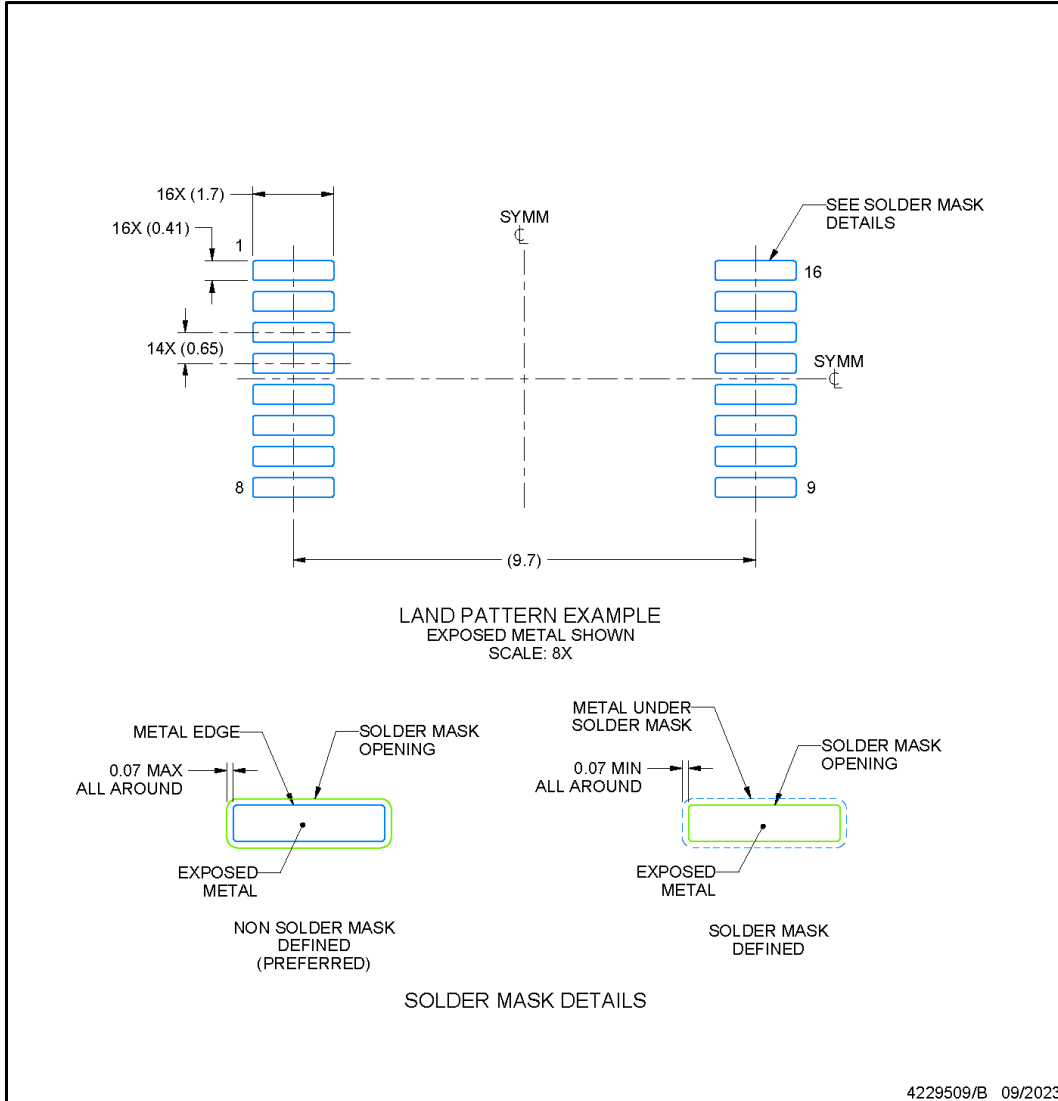 16X (1.7)
16X (0.41)
1
SYMM
℄
SEE SOLDER MASK
DETAILS
16
14X (0.65)
SYMM
℄
8
9
(9.7)
LAND PATTERN EXAMPLE
EXPOSED METAL SHOWN
SCALE: 8X
METAL EDGE
SOLDER MASK
OPENING
0.07 MAX
ALL AROUND
EXPOSED
METAL
NON SOLDER MASK
DEFINED
(PREFERRED)
METAL UNDER
SOLDER MASK
SOLDER MASK
OPENING
0.07 MIN
ALL AROUND
EXPOSED
METAL
SOLDER MASK
DEFINED
SOLDER MASK DETAILS
4229509/B 09/2023